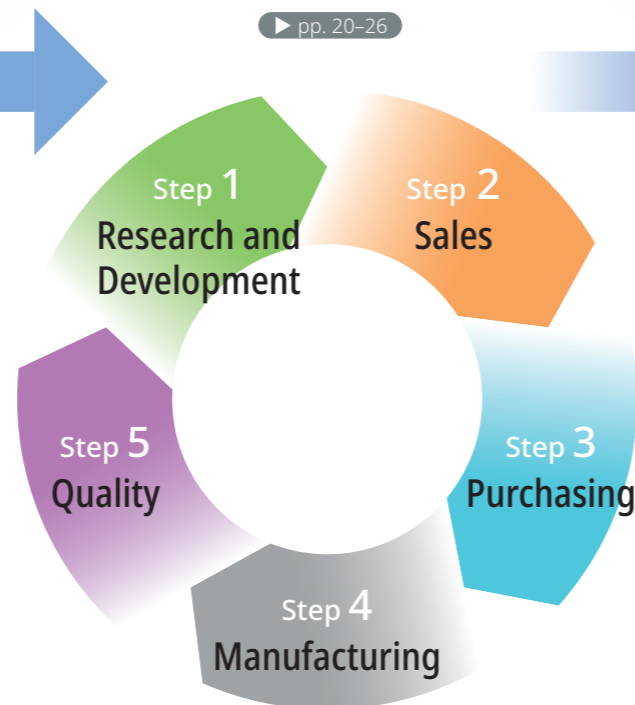 ▶ pp. 20–26
Step 1
Research and
Development
Step 2
Sales
Step 3
Purchasing
Step 4
Manufacturing
Step 5
Quality